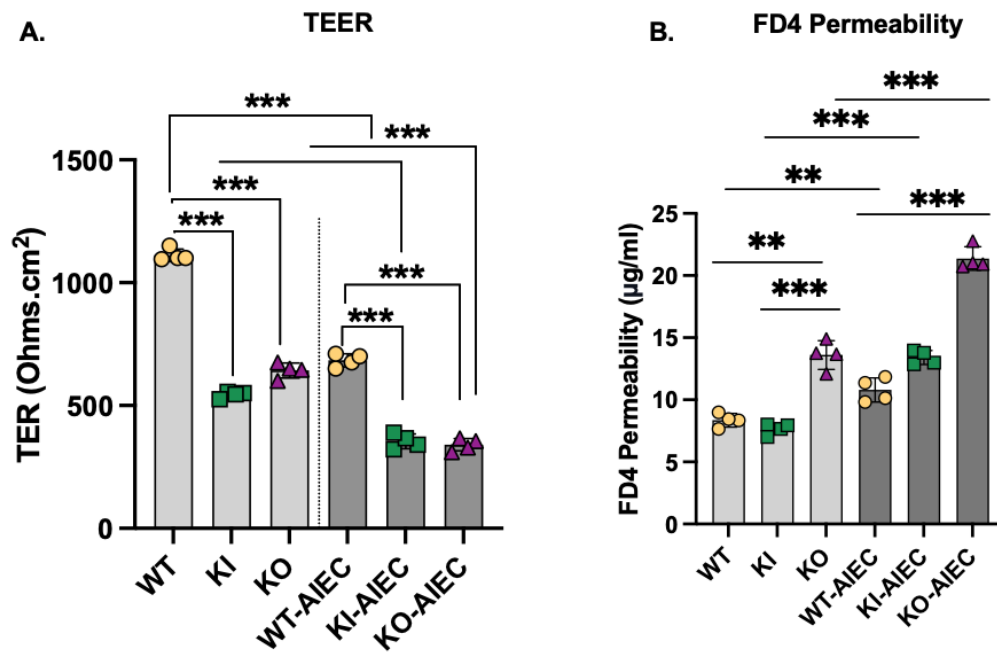 A.
TEER
***
***
***
***
***
***
TER (Ohms.cm²)
1500
1000
500
0
WT
KI
KO
WT-AIEC
KI-AIEC
KO-AIEC
B.
FD4 Permeability
***
***
**
***
**
***
FD4 Permeability (µg/ml)
25
20
15
10
5
0
WT
KI
KO
WT-AIEC
KI-AIEC
KO-AIEC